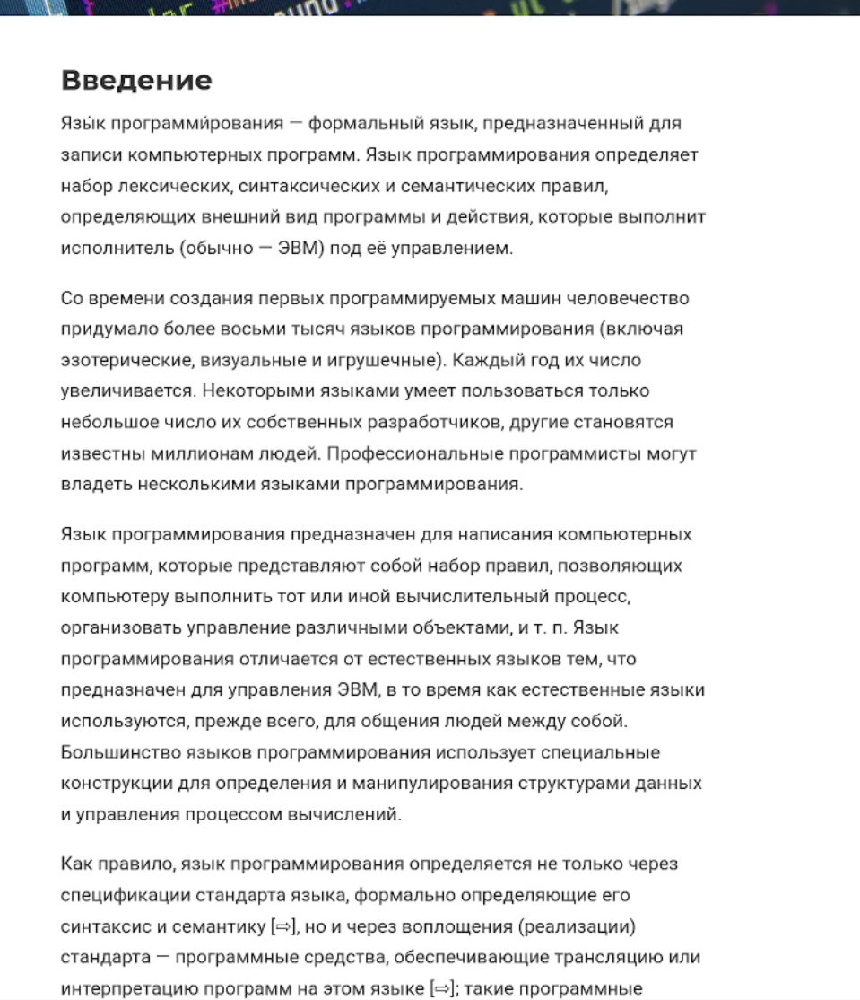 Введение
Язы́к программи́рования — формальный язык, предназначенный для
записи компьютерных программ. Язык программирования определяет
набор лексических, синтаксических и семантических правил,
определяющих внешний вид программы и действия, которые выполнит
исполнитель (обычно — ЭВМ) под её управлением.
Со времени создания первых программируемых машин человечество
придумало более восьми тысяч языков программирования (включая
эзотерические, визуальные и игрушечные). Каждый год их число
увеличивается. Некоторыми языками умеет пользоваться только
небольшое число их собственных разработчиков, другие становятся
известны миллионам людей. Профессиональные программисты могут
владеть несколькими языками программирования.
Язык программирования предназначен для написания компьютерных
программ, которые представляют собой набор правил, позволяющих
компьютеру выполнить тот или иной вычислительный процесс,
организовать управление различными объектами, и т. п. Язык
программирования отличается от естественных языков тем, что
предназначен для управления ЭВМ, в то время как естественные языки
используются, прежде всего, для общения людей между собой.
Большинство языков программирования использует специальные
конструкции для определения и манипулирования структурами данных
и управления процессом вычислений.
Как правило, язык программирования определяется не только через
спецификации стандарта языка, формально определяющие его
синтаксис и семантику [⇨], но и через воплощения (реализации)
стандарта — программные средства, обеспечивающие трансляцию или
интерпретацию программ на этом языке [⇨]; такие программные